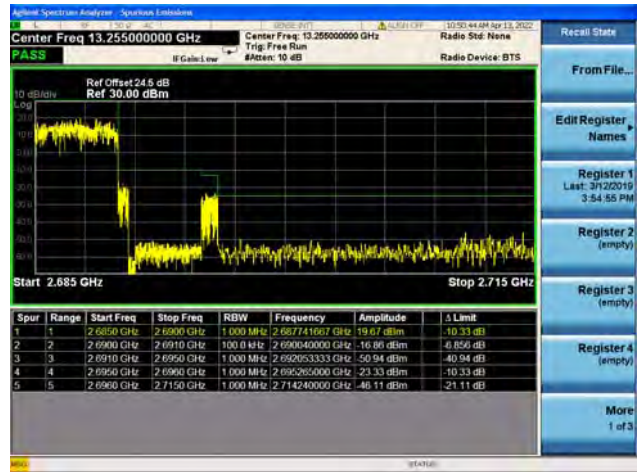 Agilent Spectrum Analyzer - Spurious Emissions
SENSE:INT ALIGN OFF 10:50:44 AM Apr 13, 2022
Center Freq 13.255000000 GHz Center Freq: 13.255000000 GHz Radio Std: None
Trig: Free Run
PASS IFGain:Low #Atten: 10 dB Radio Device: BTS
Ref Offset 24.5 dB
10 dB/div Ref 30.00 dBm
Log
Start 2.685 GHz Stop 2.715 GHz
Spur Range Start Freq Stop Freq RBW Frequency Amplitude Δ Limit
1 1 2.6850 GHz 2.6900 GHz 1.000 MHz 2.687741667 GHz 19.67 dBm -10.33 dB
2 2 2.6900 GHz 2.6910 GHz 100.0 kHz 2.690040000 GHz -16.86 dBm -6.856 dB
3 3 2.6910 GHz 2.6950 GHz 1.000 MHz 2.692053333 GHz -50.94 dBm -40.94 dB
4 4 2.6950 GHz 2.6960 GHz 1.000 MHz 2.695265000 GHz -23.33 dBm -10.33 dB
5 5 2.6960 GHz 2.7150 GHz 1.000 MHz 2.714240000 GHz -46.11 dBm -21.11 dB
MSG STATUS
Recall State
From File...
Edit Register
Names
Register 1
Last: 3/12/2019
3:54:55 PM
Register 2
(empty)
Register 3
(empty)
Register 4
(empty)
More
1 of 3